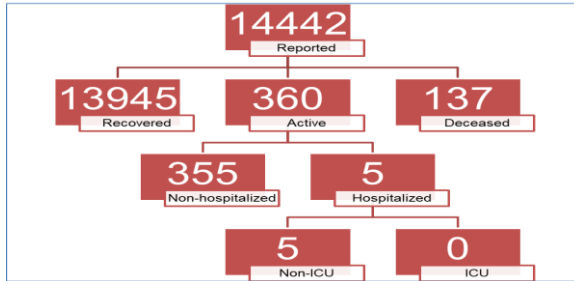 14442
Reported
13945
Recovered
360
Active
137
Deceased
355
Non-hospitalized
5
Hospitalized
5
Non-ICU
0
ICU